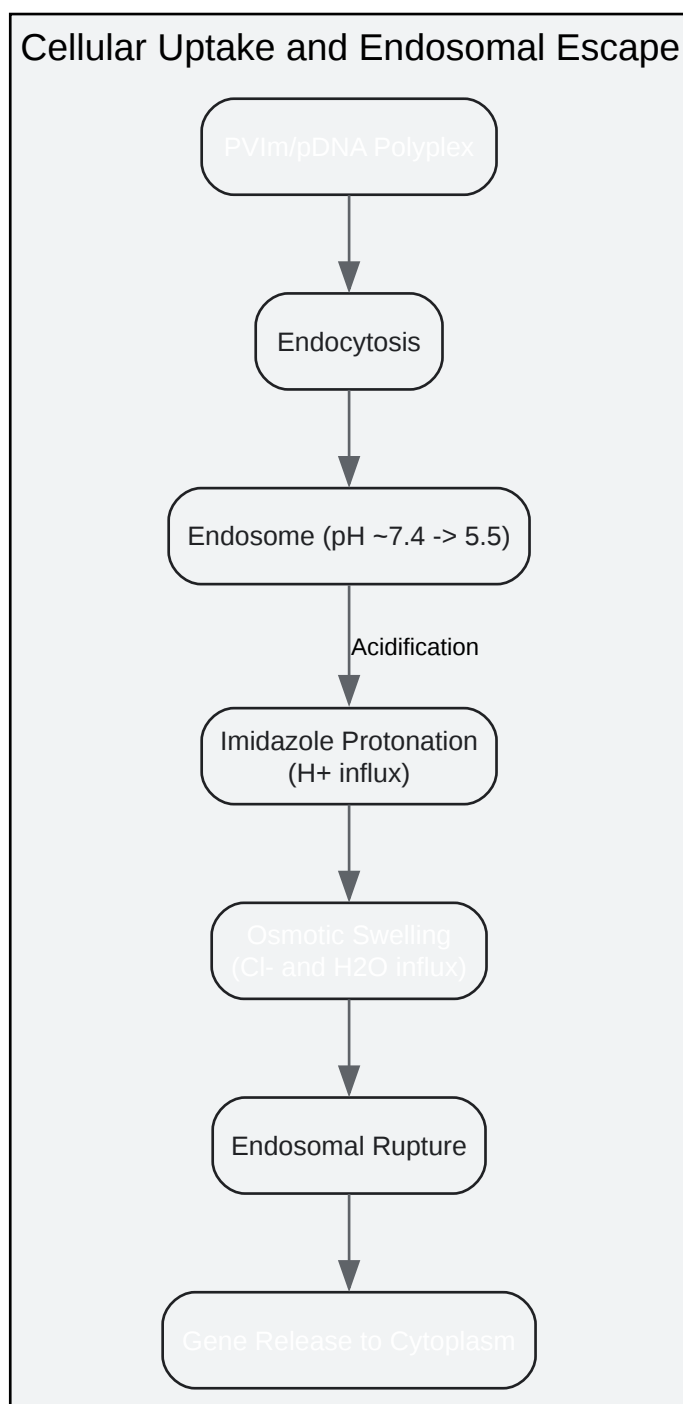 Cellular Uptake and Endosomal Escape
PVIm/pDNA Polyplex
Endocytosis
Endosome (pH ~7.4 -> 5.5)
Acidification
Imidazole Protonation
(H+ influx)
Osmotic Swelling
(Cl- and H2O influx)
Endosomal Rupture
Gene Release to Cytoplasm